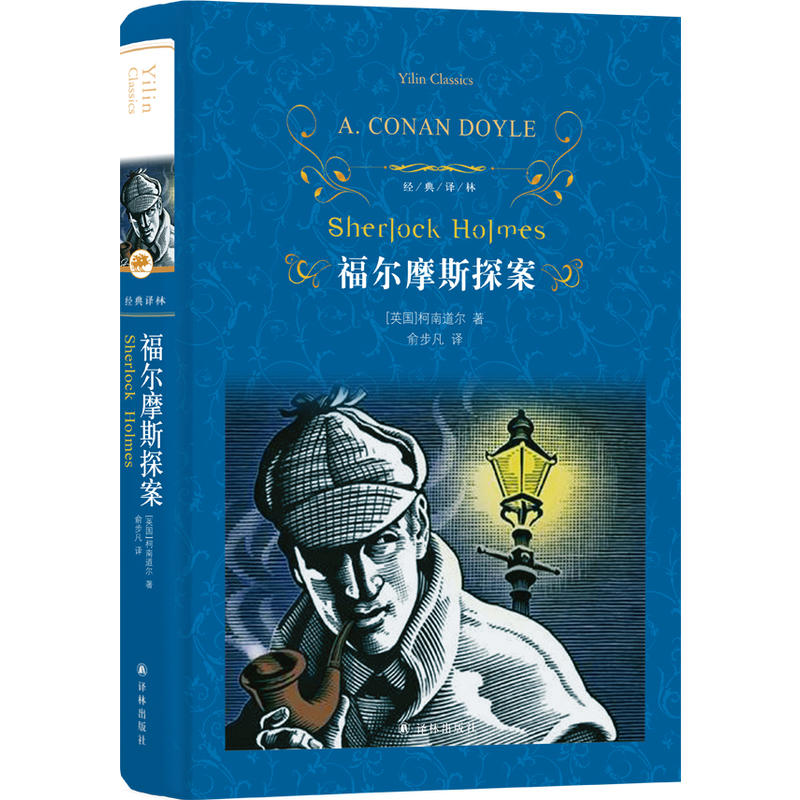 Yilin Classics
A. CONAN DOYLE
经/典/译/林
Sherlock Holmes
福尔摩斯探案
[英国]柯南道尔 著
俞步凡 译
译林出版社
Yilin
Classics
经典译林
福尔摩斯探案
Sherlock Holmes
[英国]柯南道尔 著
俞步凡 译
译林出版社